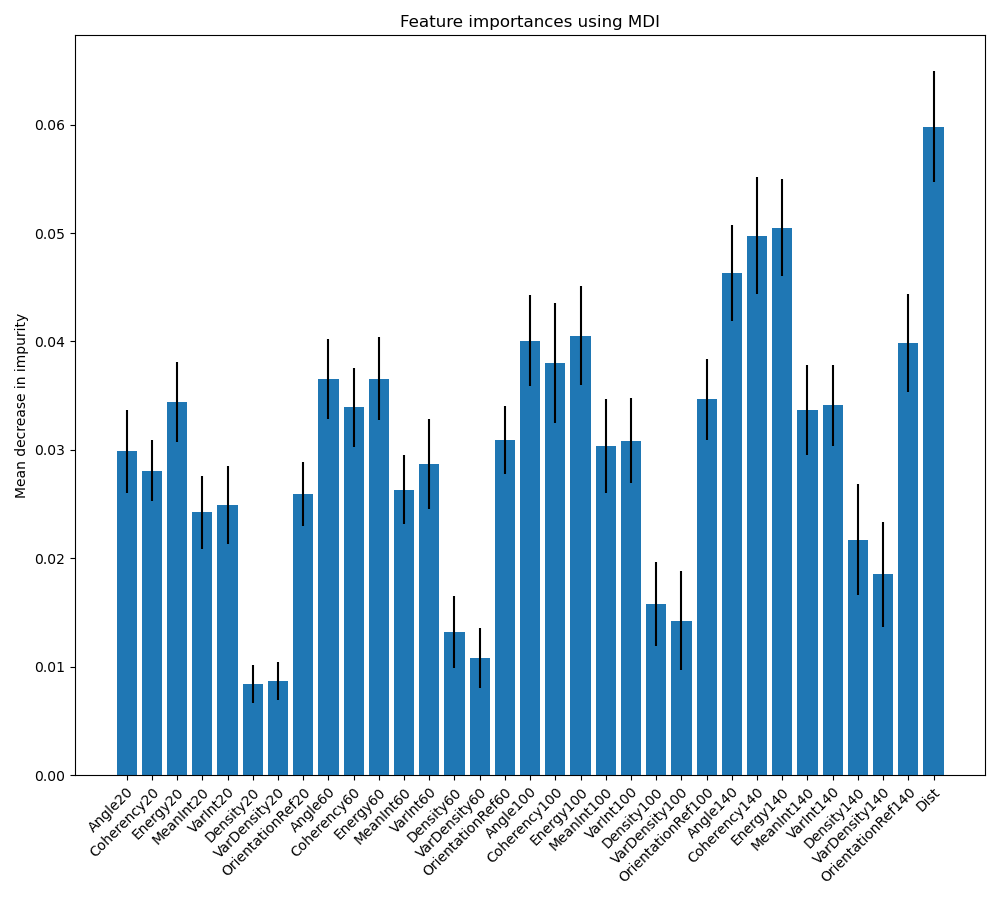 Feature importances using MDI
Mean decrease in impurity
0.06
0.05
0.04
0.03
0.02
0.01
0.00
Angle20
Coherency20
Energy20
MeanInt20
VarInt20
Density20
VarDensity20
OrientationRef20
Angle60
Coherency60
Energy60
MeanInt60
VarInt60
Density60
VarDensity60
OrientationRef60
Angle100
Coherency100
Energy100
MeanInt100
VarInt100
Density100
VarDensity100
OrientationRef100
Angle140
Coherency140
Energy140
MeanInt140
VarInt140
Density140
VarDensity140
OrientationRef140
Dist